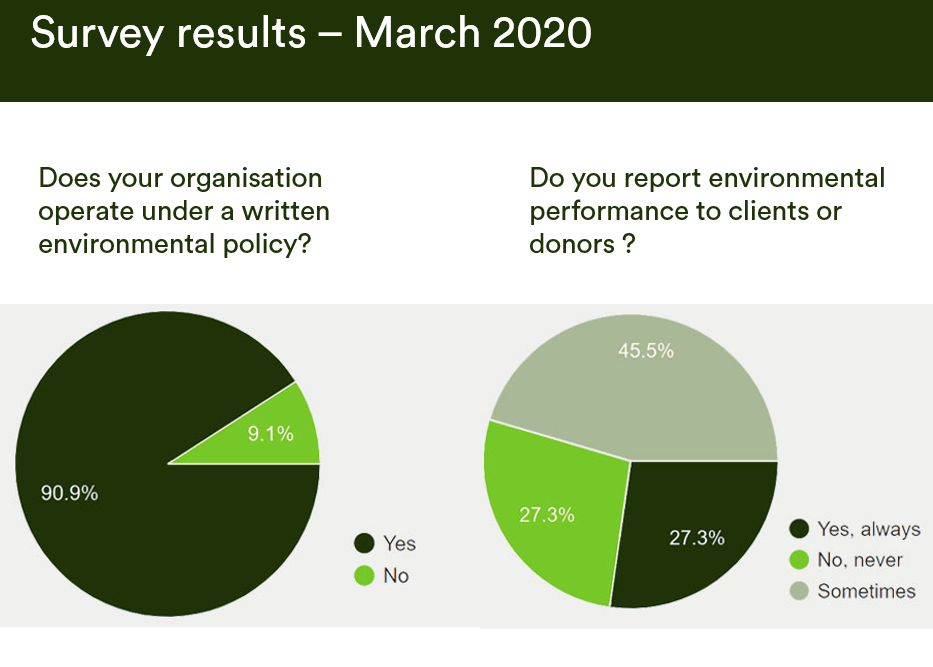 Survey results – March 2020
Does your organisation
operate under a written
environmental policy?
90.9%
9.1%
Yes
No
Do you report environmental
performance to clients or
donors ?
45.5%
27.3%
27.3%
Yes, always
No, never
Sometimes